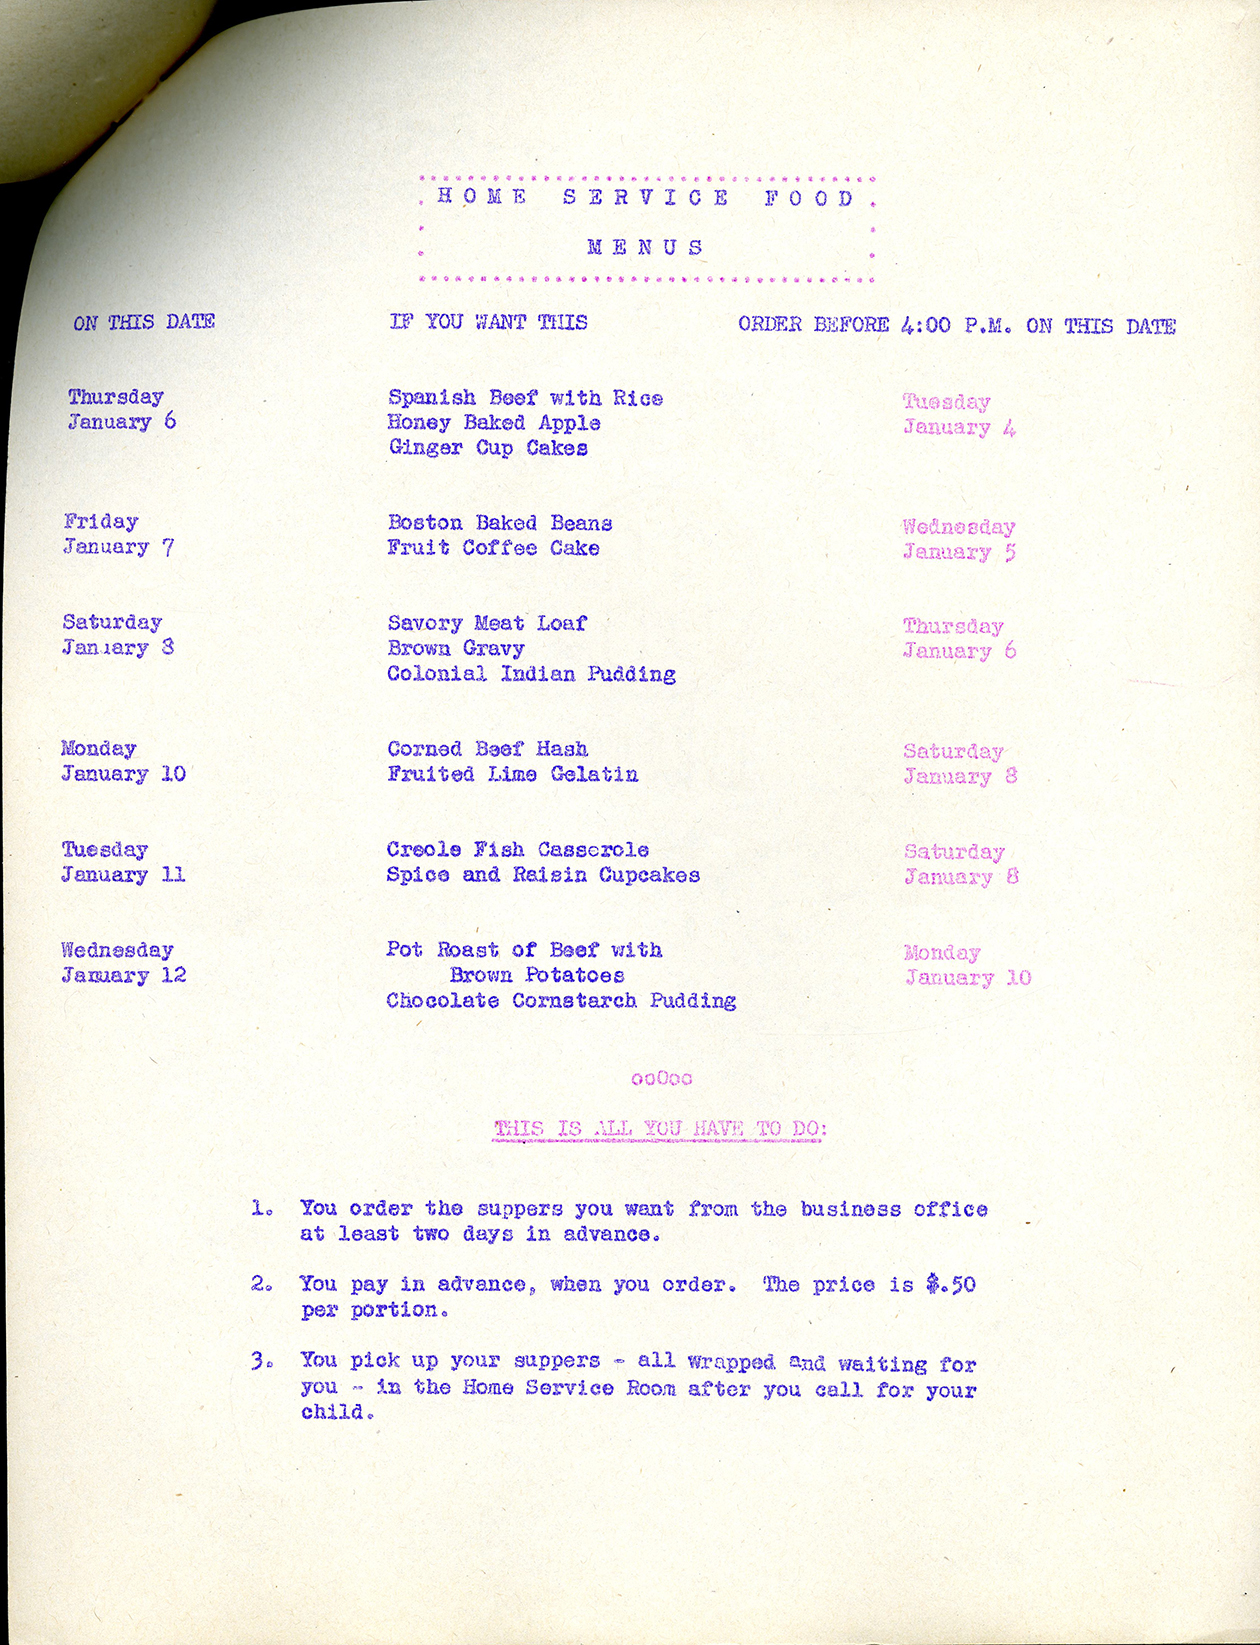 HOME SERVICE FOOD
MENUS
ON THIS DATE IF YOU WANT THIS ORDER BEFORE 4:00 P.M. ON THIS DATE
Thursday Spanish Beef with Rice Tuesday
January 6 Honey Baked Apple January 4
Ginger Cup Cakes
Friday Boston Baked Beans Wednesday
January 7 Fruit Coffee Cake January 5
Saturday Savory Meat Loaf Thursday
January 8 Brown Gravy January 6
Colonial Indian Pudding
Monday Corned Beef Hash Saturday
January 10 Fruited Lime Gelatin January 8
Tuesday Creole Fish Casserole Saturday
January 11 Spice and Raisin Cupcakes January 8
Wednesday Pot Roast of Beef with Monday
January 12 Brown Potatoes January 10
Chocolate Cornstarch Pudding
ooOoo
THIS IS ALL YOU HAVE TO DO:
1. You order the suppers you want from the business office
at least two days in advance.
2. You pay in advance, when you order. The price is $.50
per portion.
3. You pick up your suppers - all wrapped and waiting for
you - in the Home Service Room after you call for your
child.